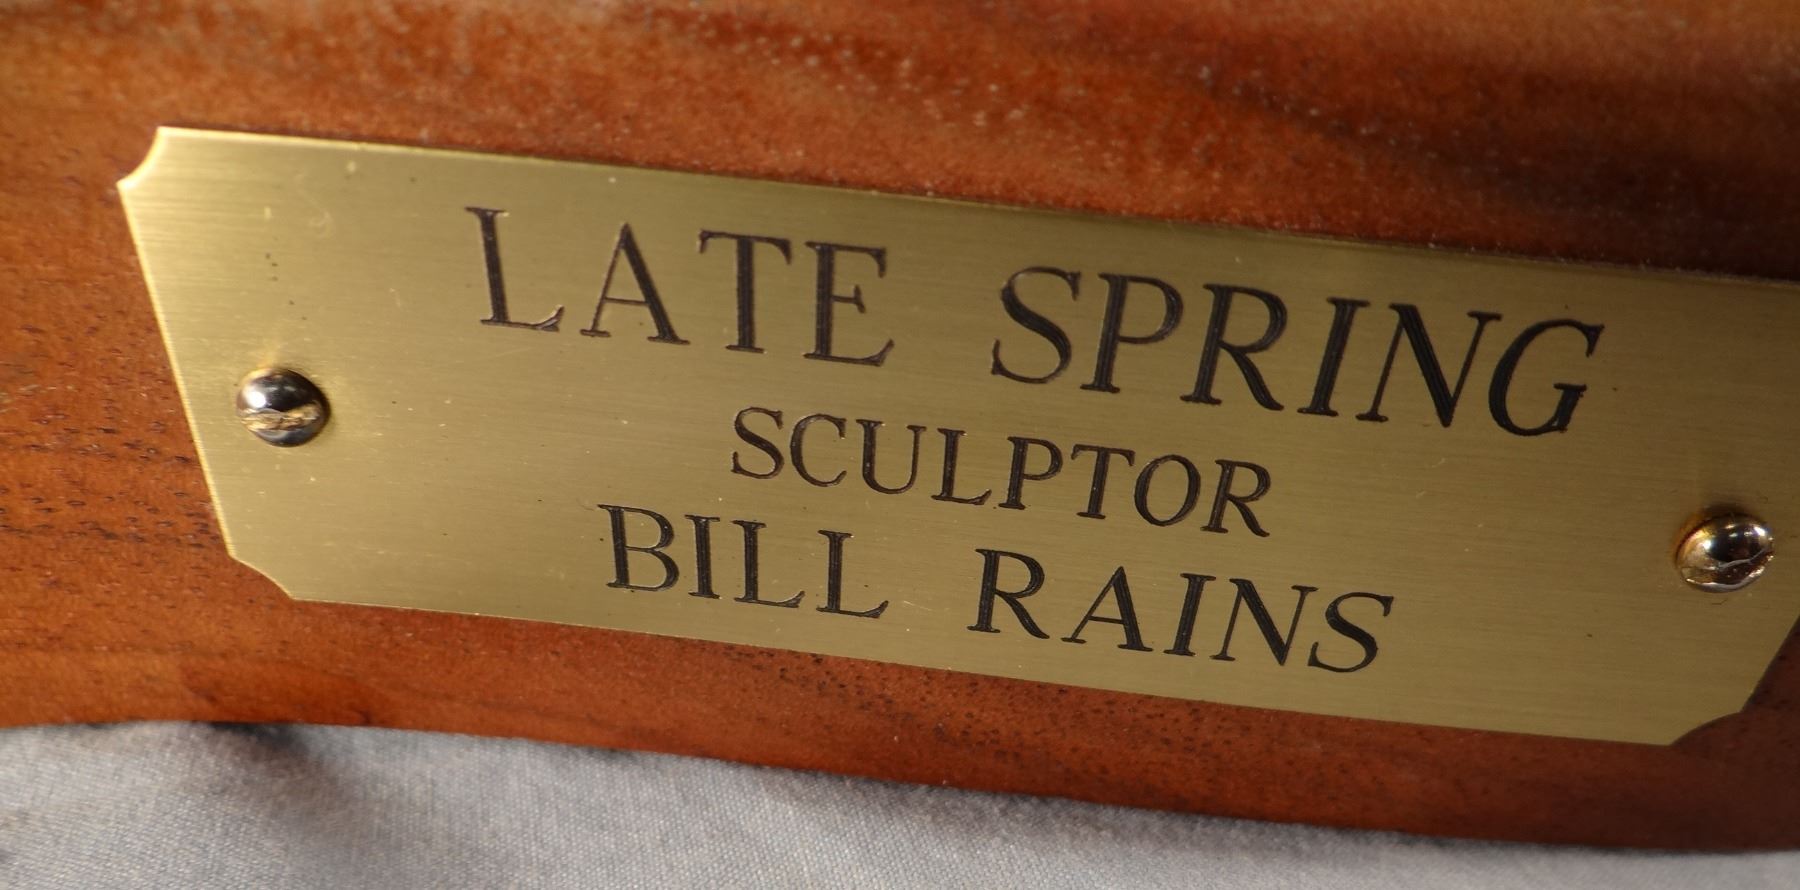 LATE SPRING
SCULPTOR
BILL RAINS